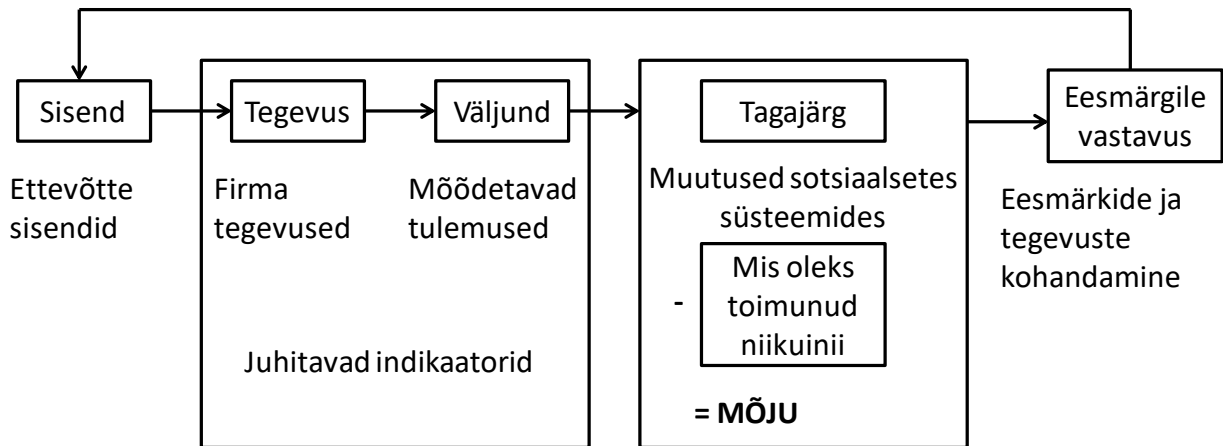 Sisend
Ettevõtte
sisendid
Tegevus
Firma
tegevused
Väljund
Mõõdetavad
tulemused
Juhitavad indikaatorid
Tagajärg
Muutused sotsiaalsetes
süsteemides
-
Mis oleks
toimunud
niikuinii
= MÕJU
Eesmärgile
vastavus
Eesmärkide ja
tegevuste
kohandamine